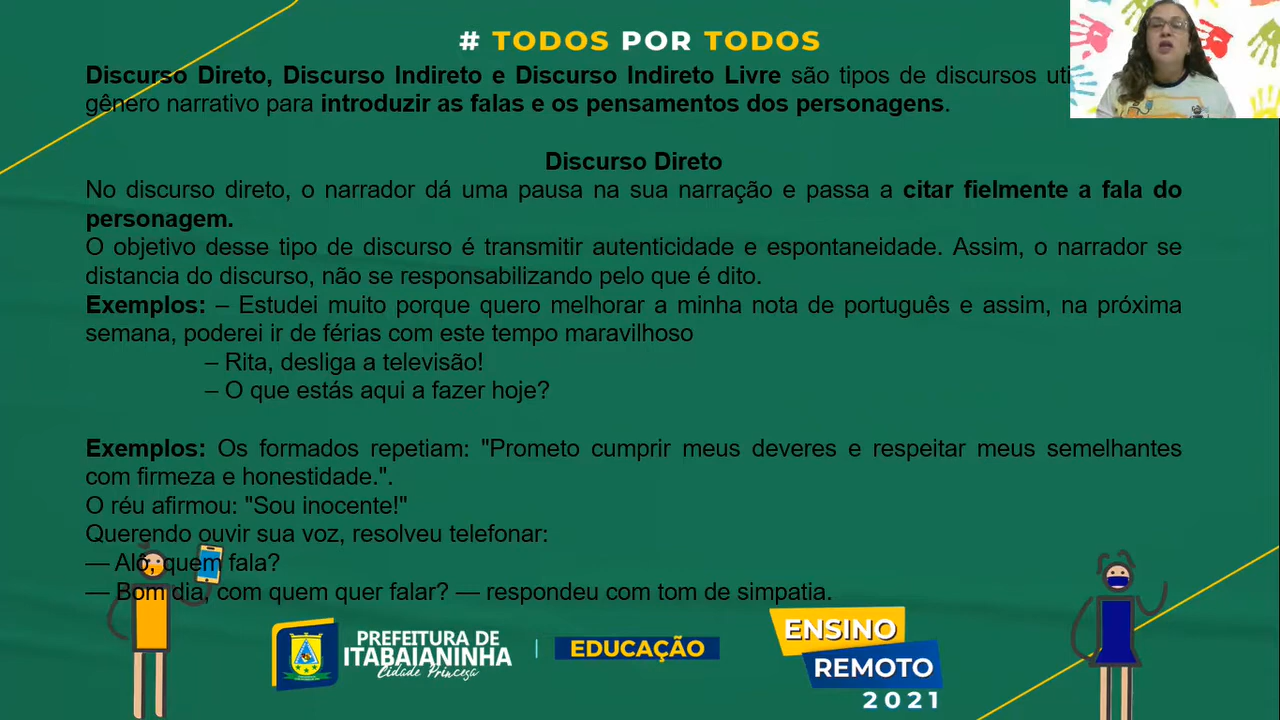 # TODOS POR TODOS
Discurso Direto, Discurso Indireto e Discurso Indireto Livre são tipos de discursos
gênero narrativo para introduzir as falas e os pensamentos dos personagens.
Discurso Direto
No discurso direto, o narrador dá uma pausa na sua narração e passa a citar fielmente a fala do
personagem.
O objetivo desse tipo de discurso é transmitir autenticidade e espontaneidade. Assim, o narrador se
distancia do discurso, não se responsabilizando pelo que é dito.
Exemplos: – Estudei muito porque quero melhorar a minha nota de português e assim, na próxima
semana, poderei ir de férias com este tempo maravilhoso
– Rita, desliga a televisão!
– O que estás aqui a fazer hoje?
Exemplos: Os formados repetiam: "Prometo cumprir meus deveres e respeitar meus semelhantes
com firmeza e honestidade.".
O réu afirmou: "Sou inocente!"
Querendo ouvir sua voz, resolveu telefonar:
— Alô, quem fala?
— Bom dia, com quem quer falar? — respondeu com tom de simpatia.
PREFEITURA DE
ITABAIANINHA
Cidade Princesa
EDUCAÇÃO
ENSINO
REMOTO
2021